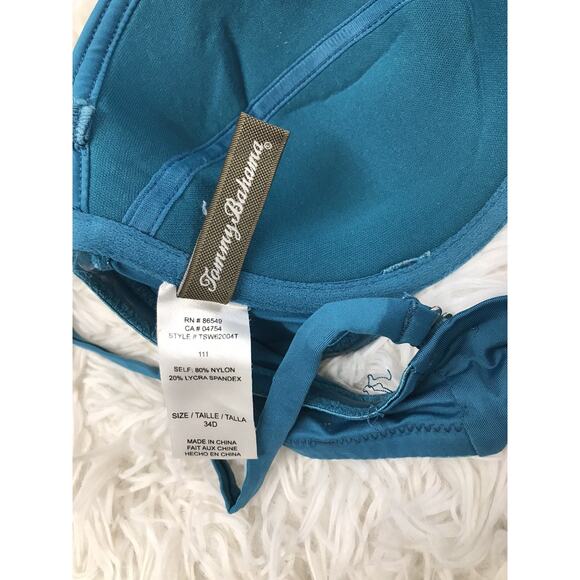 Tommy Bahama®
RN # 86549
CA # 04754
STYLE # TSW62004T
111
SELF: 80% NYLON
20% LYCRA SPANDEX
SIZE / TAILLE / TALLA
34D
MADE IN CHINA
FAIT AUX CHINE
HECHO EN CHINA